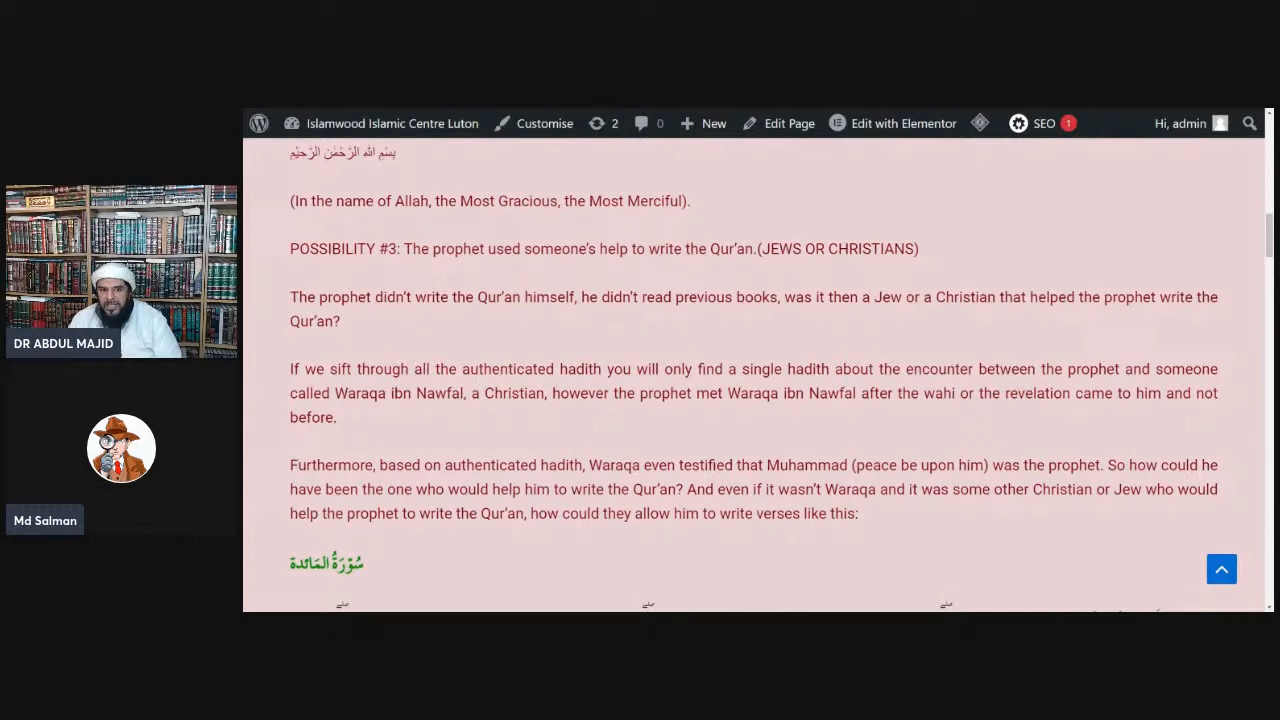 Islamwood Islamic Centre Luton Customise 2 0 New Edit Page Edit with Elementor SEO 1 Hi, admin
بِسْمِ اللهِ الرَّحْمٰنِ الرَّحِيْمِ
(In the name of Allah, the Most Gracious, the Most Merciful).
POSSIBILITY #3: The prophet used someone's help to write the Qur'an.(JEWS OR CHRISTIANS)
The prophet didn't write the Qur'an himself, he didn't read previous books, was it then a Jew or a Christian that helped the prophet write the
Qur'an?
If we sift through all the authenticated hadith you will only find a single hadith about the encounter between the prophet and someone
called Waraqa ibn Nawfal, a Christian, however the prophet met Waraqa ibn Nawfal after the wahi or the revelation came to him and not
before.
Furthermore, based on authenticated hadith, Waraqa even testified that Muhammad (peace be upon him) was the prophet. So how could he
have been the one who would help him to write the Qur'an? And even if it wasn't Waraqa and it was some other Christian or Jew who would
help the prophet to write the Qur'an, how could they allow him to write verses like this:
سُوْرَةُ المَائدة
DR ABDUL MAJID
Md Salman